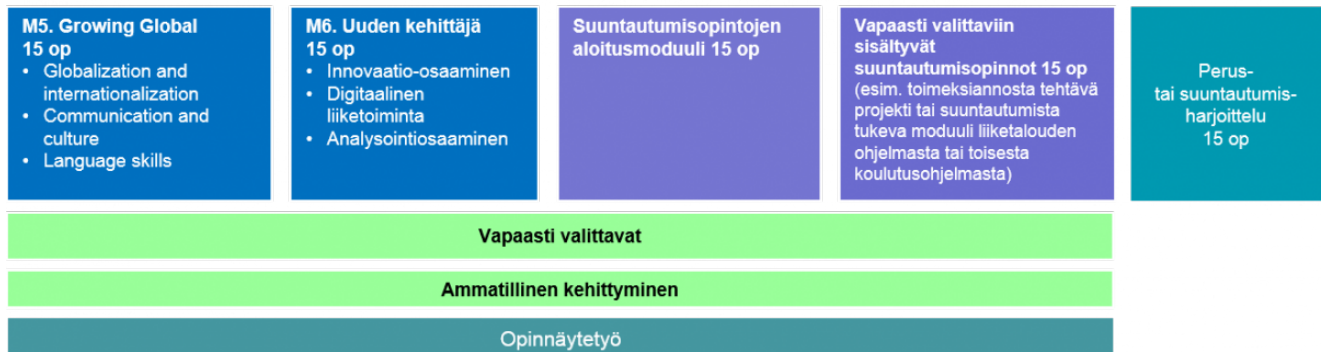 M5. Growing Global
15 op
• Globalization and
internationalization
• Communication and
culture
• Language skills
M6. Uuden kehittäjä
15 op
• Innovaatio-osaaminen
• Digitaalinen
liiketoiminta
• Analysointiosaaminen
Suuntautumisopintojen
aloitusmoduuli 15 op
Vapaasti valittaviin
sisältyvät
suuntautumisopinnot 15 op
(esim. toimeksiannosta tehtävä
projekti tai suuntautumista
tukeva moduuli liiketalouden
ohjelmasta tai toisesta
koulutusohjelmasta)
Perus-
tai suuntautumis-
harjoittelu
15 op
Vapaasti valittavat
Ammatillinen kehittyminen
Opinnäytetyö